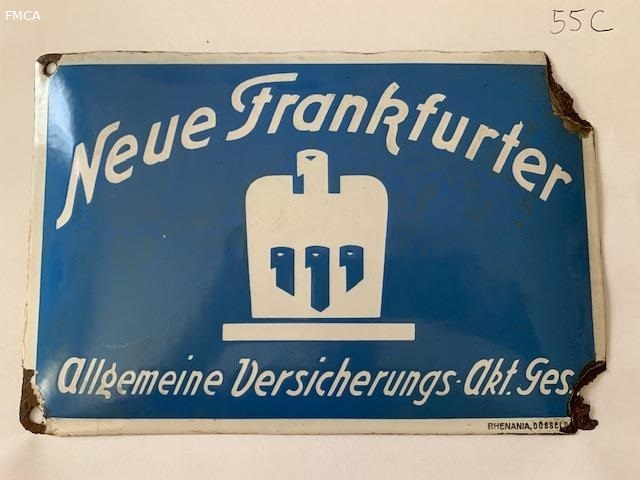 FMCA
55C
Neue Frankfurter
Allgemeine Versicherungs-Akt. Ges.
RHENANIA, DÜSSELD